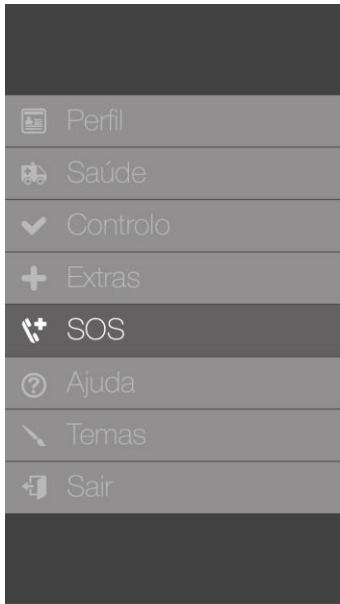 Perfil
Saúde
Controlo
Extras
SOS
Ajuda
Temas
Sair